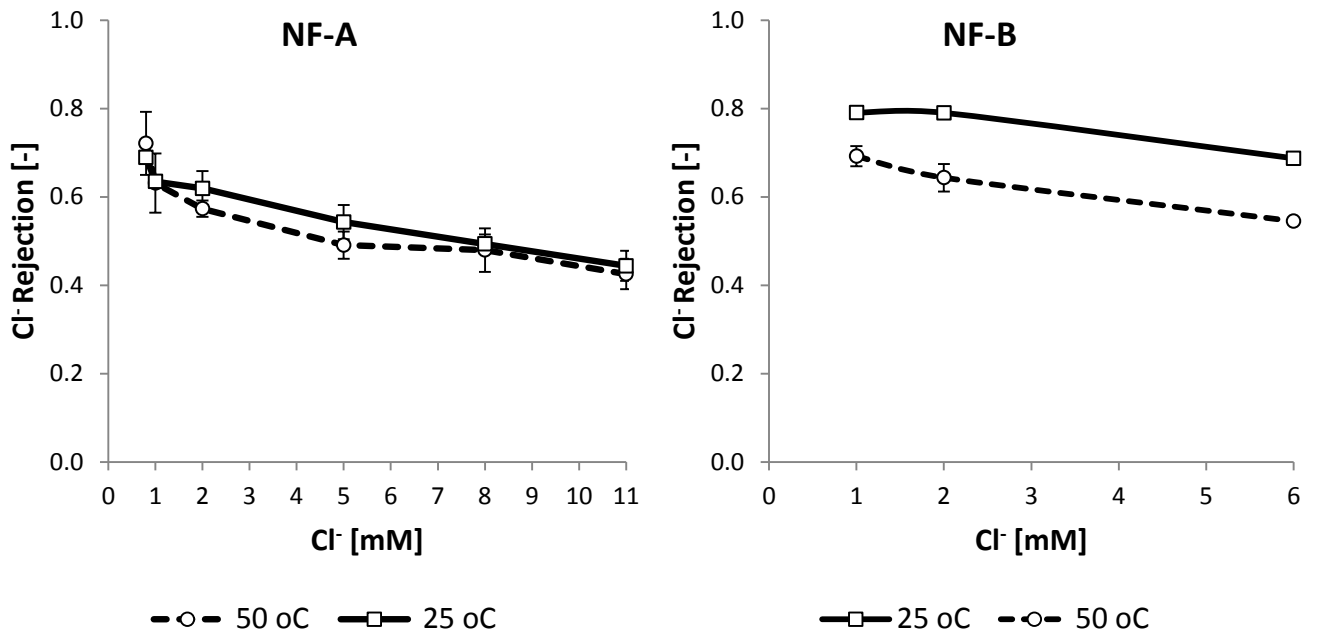 NF-A
1.0
0.8
0.6
0.4
0.2
0.0
Cl⁻ Rejection [-]
0 1 2 3 4 5 6 7 8 9 10 11
Cl⁻ [mM]
50 oC 25 oC
NF-B
1.0
0.8
0.6
0.4
0.2
0.0
Cl⁻ Rejection [-]
0 1 2 3 4 5 6
Cl⁻ [mM]
25 oC 50 oC